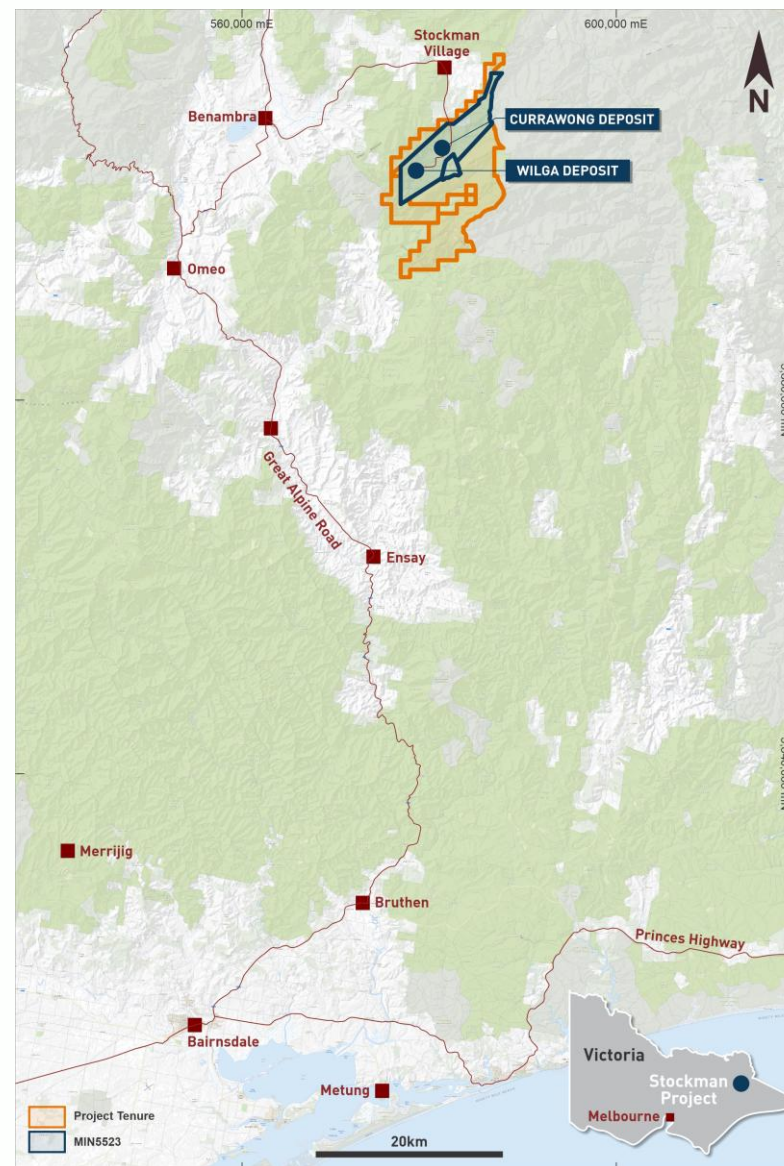 560,000 mE
600,000 mE
Stockman
Village
N
Benambra
CURRAWONG DEPOSIT
WILGA DEPOSIT
Omeo
Great Alpine Road
Ensay
Merrijig
Bruthen
Princes Highway
Bairnsdale
Victoria
Stockman
Project
Melbourne
Metung
Project Tenure
MIN5523
20km